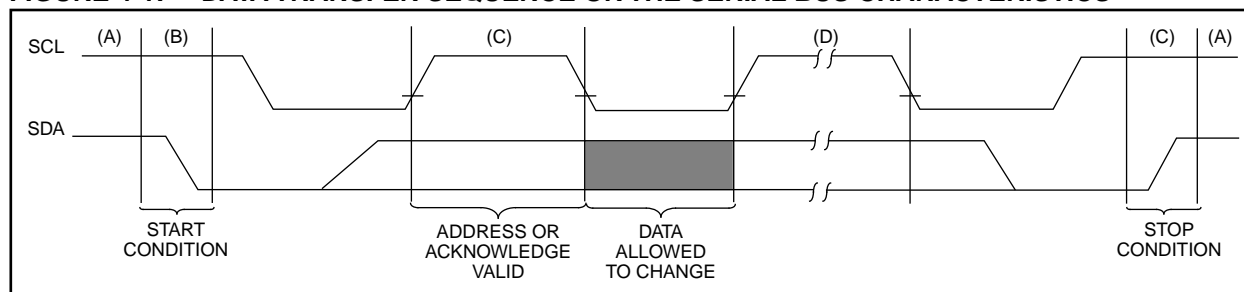 (A) (B) (C) (D) (C) (A)
SCL
SDA
START
CONDITION
ADDRESS OR
ACKNOWLEDGE
VALID
DATA
ALLOWED
TO CHANGE
STOP
CONDITION